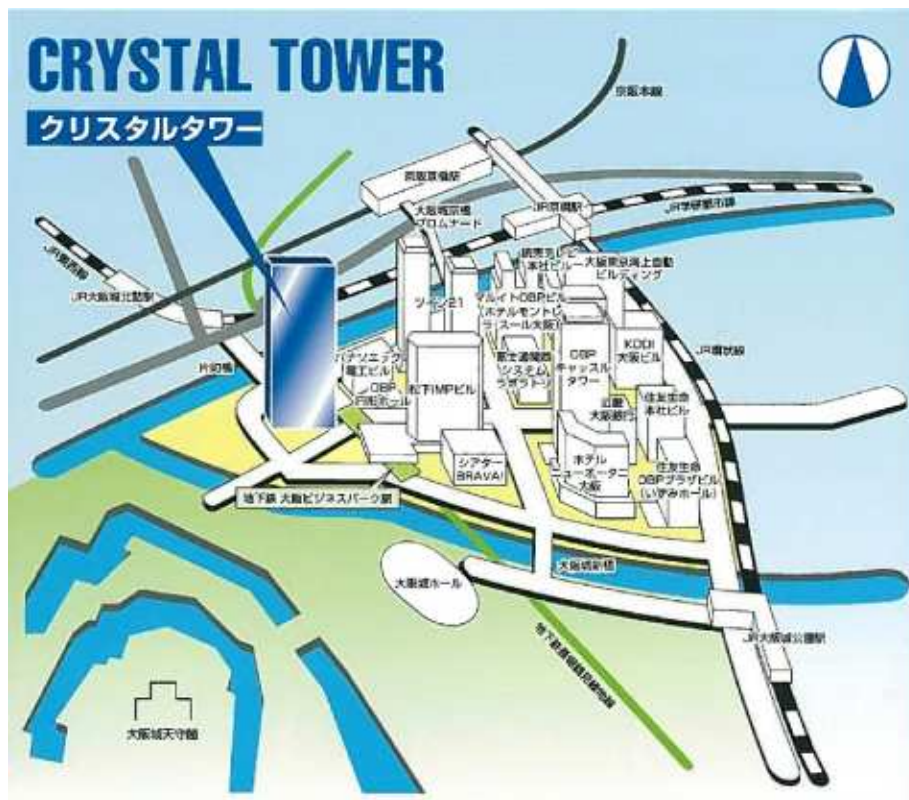 CRYSTAL TOWER
クリスタルタワー
京阪本線
京阪京橋駅
大阪城京橋
プロムナード
JR京橋駅
JR学研都市線
JR東西線
JR大阪城北詰駅
片町橋
ツイン21
読売テレビ
本社ビル
大阪東京海上自動
ビルディング
マルイトOBPビル
(ホテルモントレ
ラ・スール大阪)
パナソニック
電工ビル
OBP
円形ホール
松下IMPビル
富士通関西
システム
ラボラトリ
OBP
キャッスル
タワー
KDDI
大阪ビル
JR環状線
近畿
大阪銀行
住友生命
本社ビル
シアター
BRAVA!
ホテル
ニューオータニ
大阪
住友生命
OBPプラザビル
(いずみホール)
地下鉄 大阪ビジネスパーク駅
大阪城新橋
大阪城ホール
JR大阪城公園駅
地下鉄長堀鶴見緑地線
大阪城天守閣